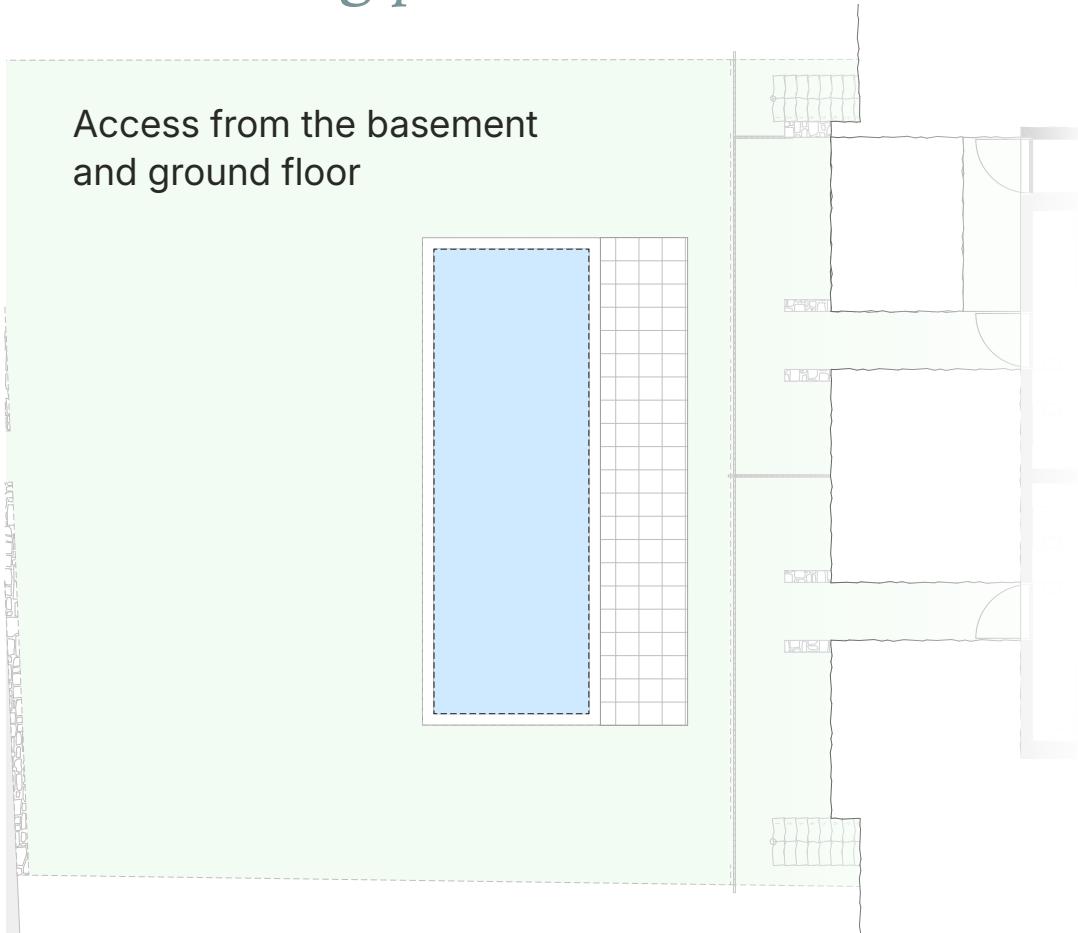 Access from the basement
and ground floor